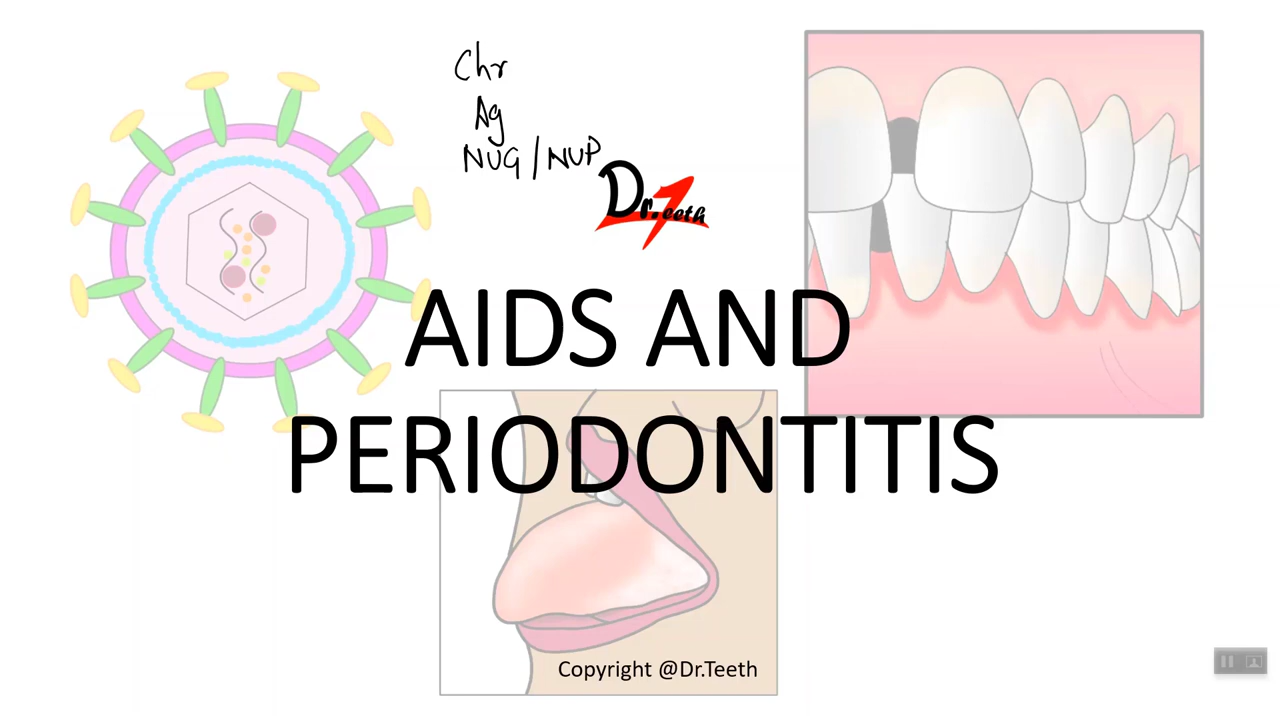 Chr
Ag
NUG / NUP
Dr.Teeth
AIDS AND
PERIODONTITIS
Copyright @Dr.Teeth